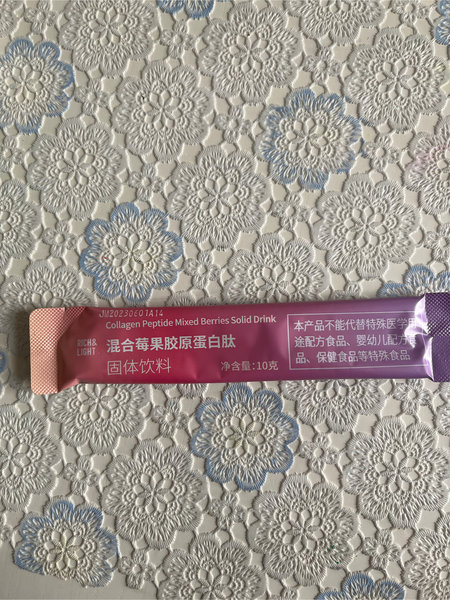 JM20230601A14
Collagen Peptide Mixed Berries Solid Drink
RICH&
LIGHT
混合莓果胶原蛋白肽
固体饮料
净含量:10克
本产品不能代替特殊医学用
途配方食品、婴幼儿配方食
品、保健食品等特殊食品